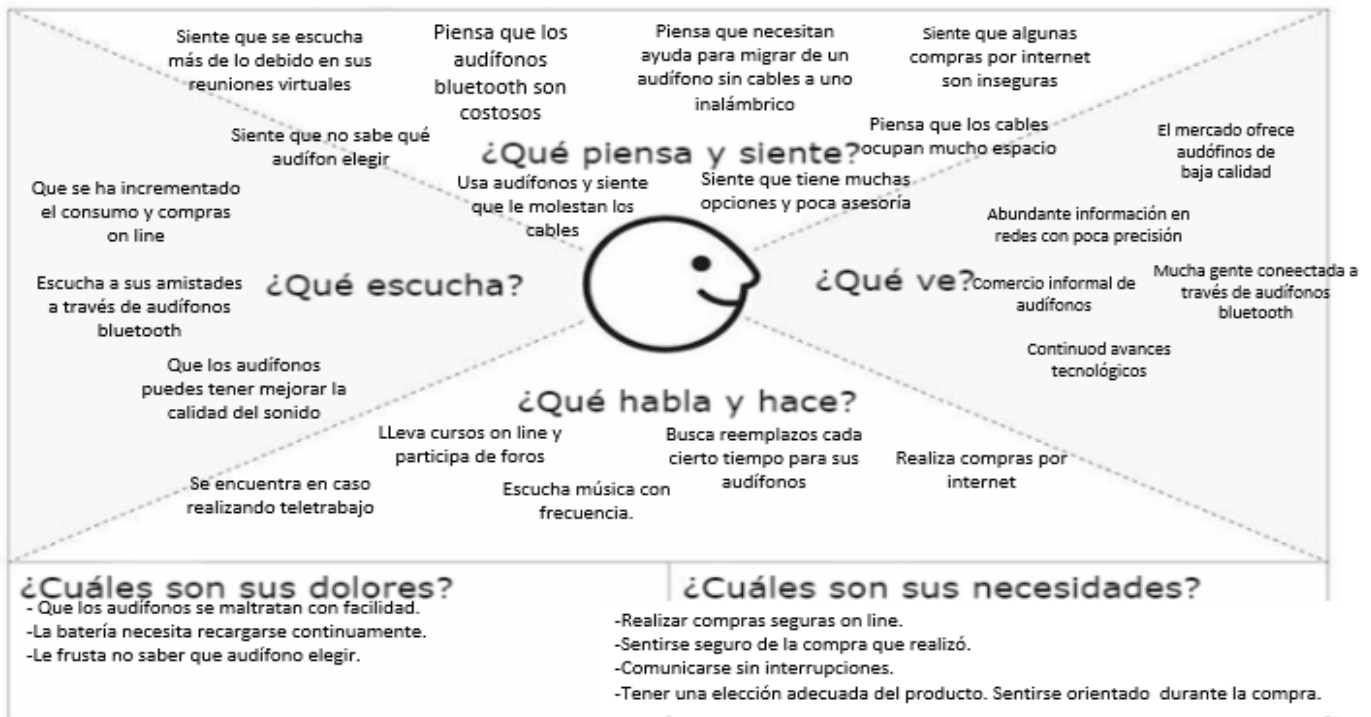 Siente que se escucha
más de lo debido en sus
reuniones virtuales
Piensa que los
audífonos
bluetooth son
costosos
Piensa que necesitan
ayuda para migrar de un
audífono sin cables a uno
inalámbrico
Siente que algunas
compras por internet
son inseguras
Siente que no sabe qué
audífon elegir
¿Qué piensa y siente?
Piensa que los cables
ocupan mucho espacio
Usa audífonos y siente
que le molestan los
cables
Siente que tiene muchas
opciones y poca asesoría
Que se ha incrementado
el consumo y compras
on line
¿Qué escucha?
Escucha a sus amistades
a través de audífonos
bluetooth
Que los audífonos
puedes tener mejorar la
calidad del sonido
El mercado ofrece
audófinos de
baja calidad
Abundante información en
redes con poca precisión
¿Qué ve?
Comercio informal de
audífonos
Mucha gente coneectada a
través de audífonos
bluetooth
Continuod avances
tecnológicos
¿Qué habla y hace?
LLeva cursos on line y
participa de foros
Busca reemplazos cada
cierto tiempo para sus
audífonos
Realiza compras por
internet
Se encuentra en caso
realizando teletrabajo
Escucha música con
frecuencia.
¿Cuáles son sus dolores?
- Que los audífonos se maltratan con facilidad.
-La batería necesita recargarse continuamente.
-Le frusta no saber que audífono elegir.
¿Cuáles son sus necesidades?
-Realizar compras seguras on line.
-Sentirse seguro de la compra que realizó.
-Comunicarse sin interrupciones.
-Tener una elección adecuada del producto. Sentirse orientado  durante la compra.